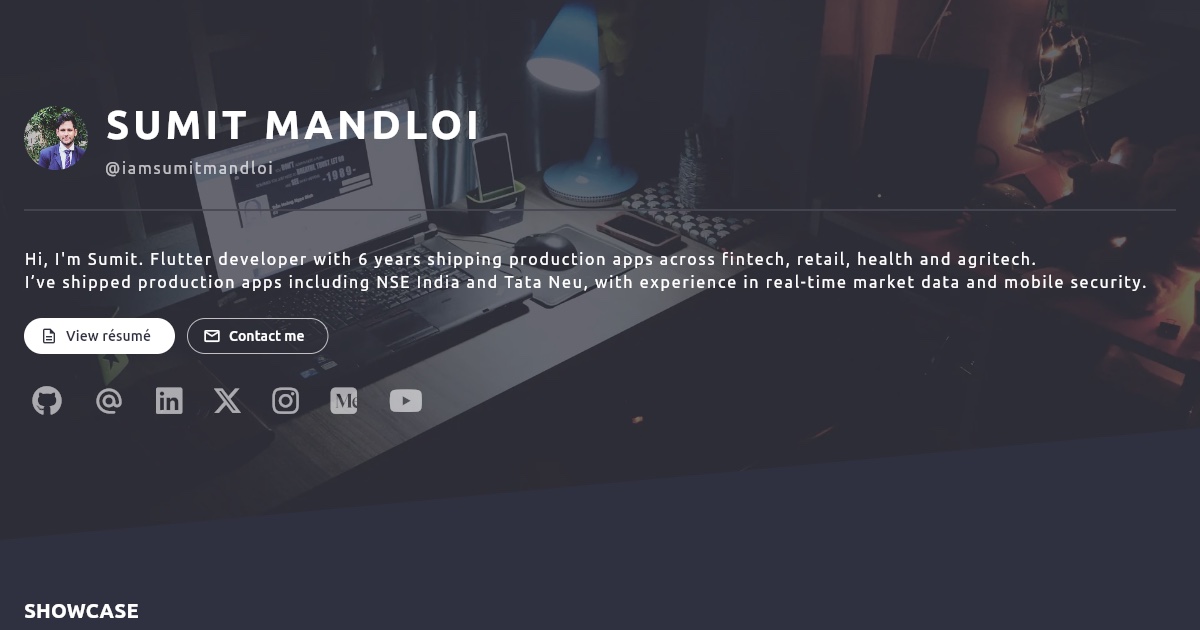 SUMIT MANDLOI
@iamsumitmandloi
Hi, I'm Sumit. Flutter developer with 6 years shipping production apps across fintech, retail, health and agritech.
I’ve shipped production apps including NSE India and Tata Neu, with experience in real-time market data and mobile security.
View résumé
Contact me
SHOWCASE